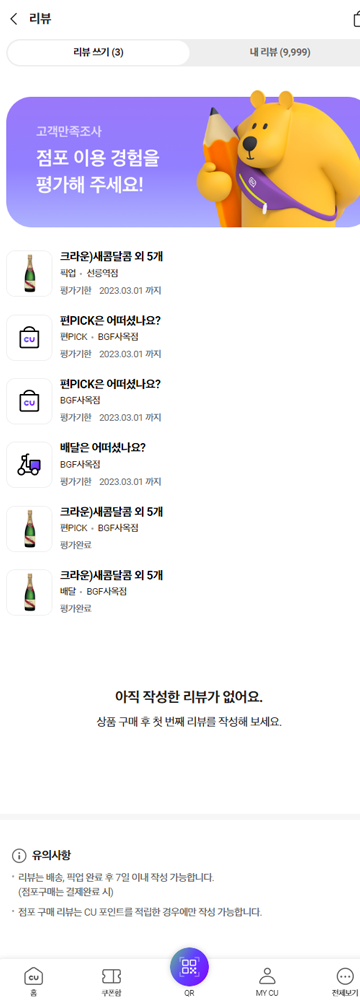 리뷰
리뷰 쓰기 (3)
내 리뷰 (9,999)
고객만족조사
점포 이용 경험을
평가해 주세요!
크라운)새콤달콤 외 5개
픽업 • 선릉역점
평가기한 2023.03.01 까지
편PICK은 어떠셨나요?
CU
편PICK • BGF사옥점
평가기한 2023.03.01 까지
편PICK은 어떠셨나요?
CU
BGF사옥점
평가기한 2023.03.01 까지
배달은 어떠셨나요?
BGF사옥점
평가기한 2023.03.01 까지
크라운)새콤달콤 외 5개
편PICK • BGF사옥점
평가완료
크라운)새콤달콤 외 5개
배달 • BGF사옥점
평가완료
아직 작성한 리뷰가 없어요.
상품 구매 후 첫 번째 리뷰를 작성해 보세요.
유의사항
· 리뷰는 배송, 픽업 완료 후 7일 이내 작성 가능합니다.
(점포구매는 결제완료 시)
· 점포 구매 리뷰는 CU 포인트를 적립한 경우에만 작성 가능합니다.
CU
홈
쿠폰함
QR
MY CU
전체보기